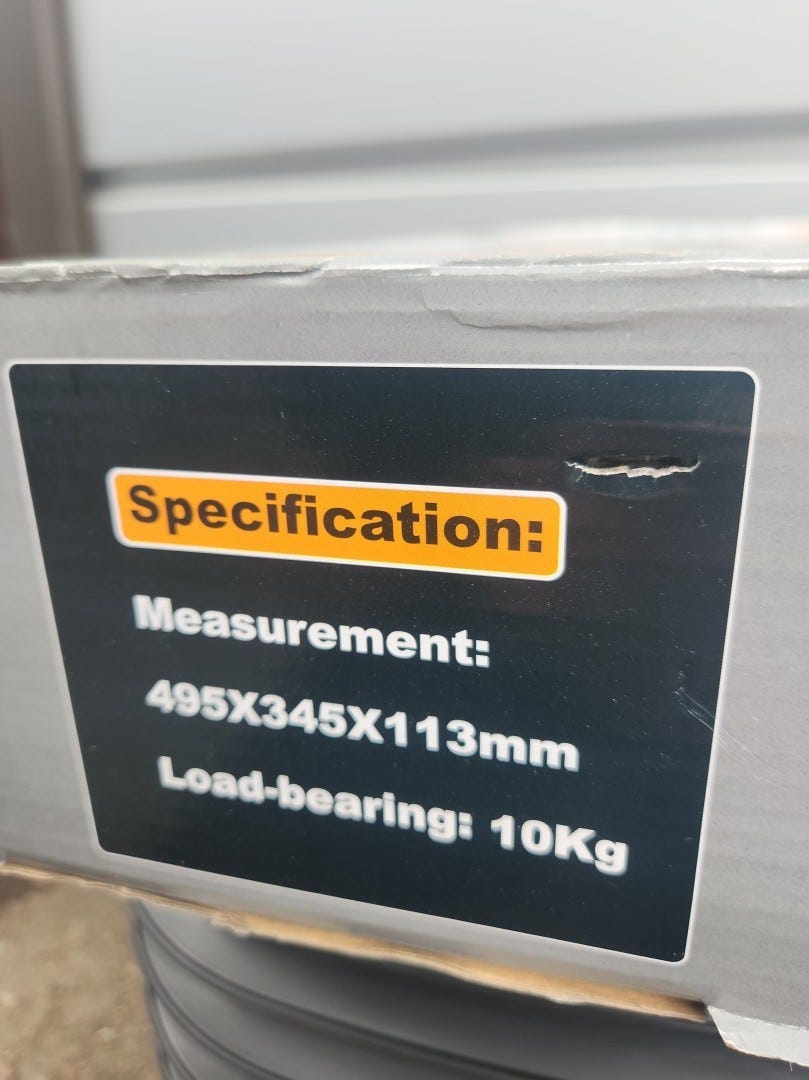 Specification:
Measurement:
495X345X113mm
Load-bearing: 10Kg